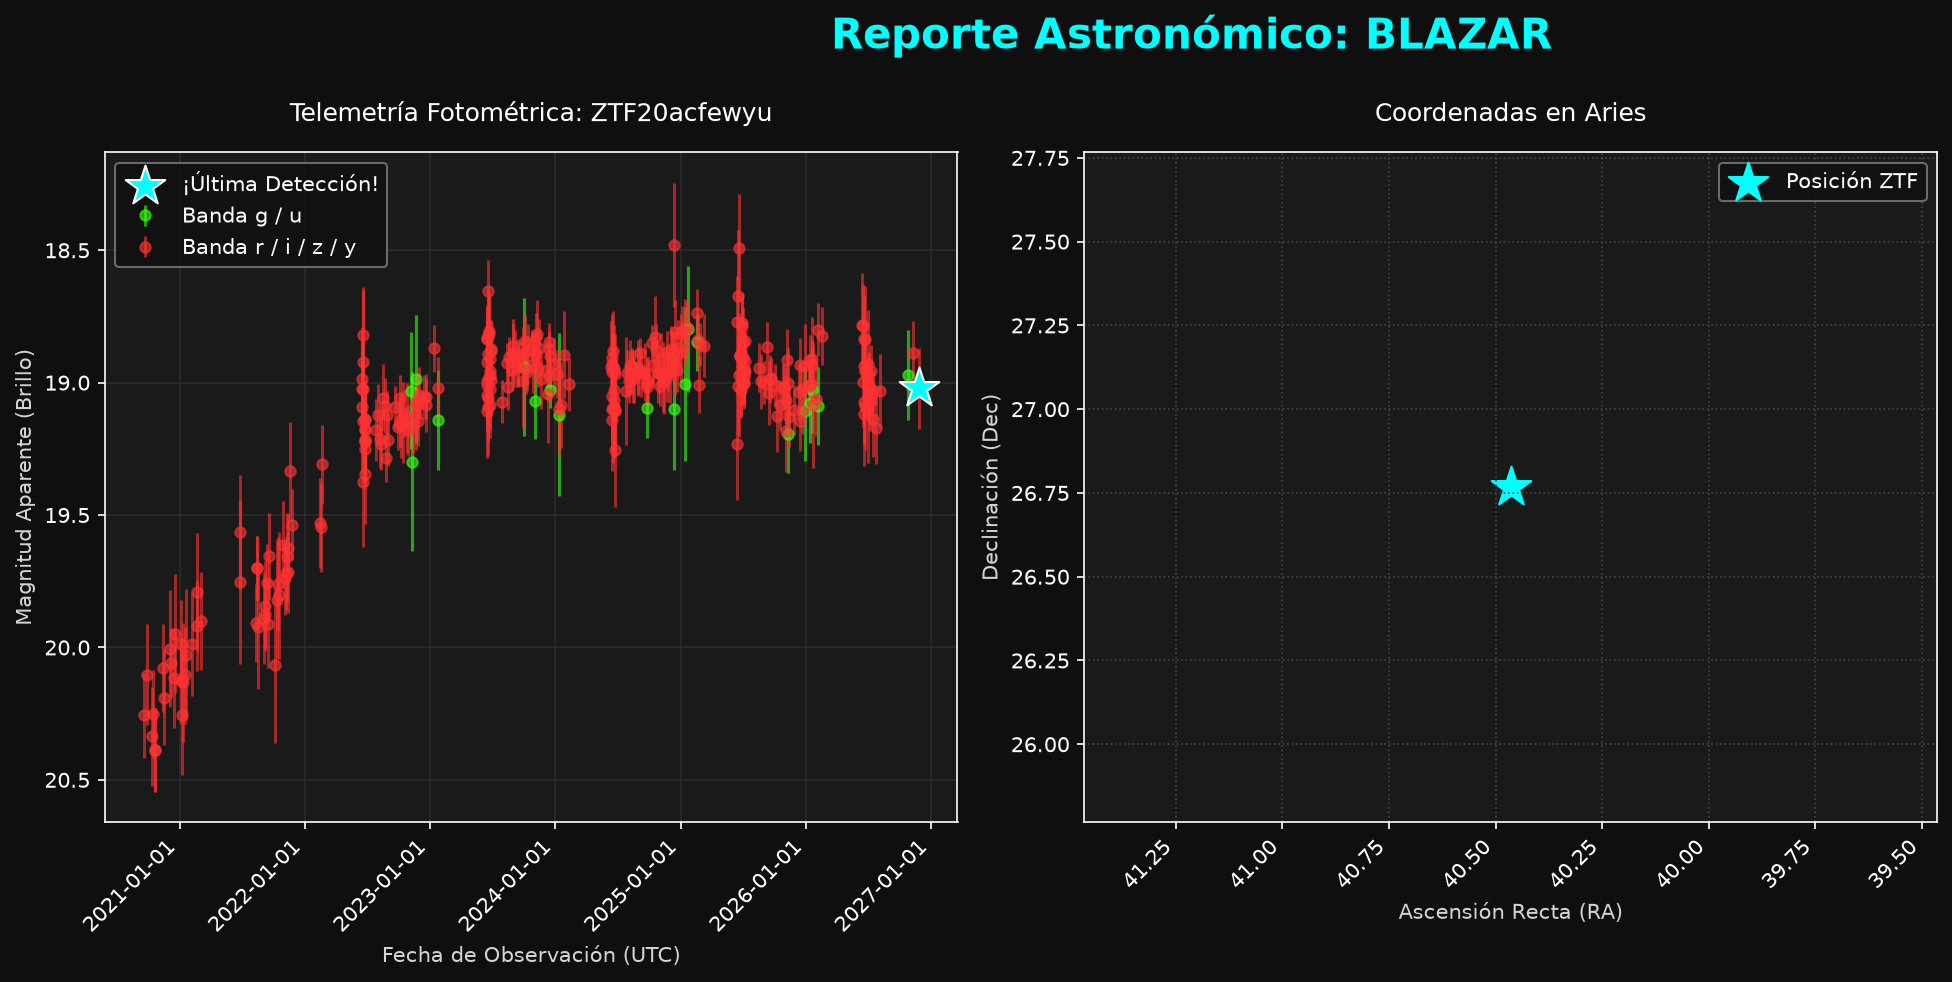 Reporte Astronómico: BLAZAR
Telemetría Fotométrica: ZTF20acfewyu
¡Última Detección!
Banda g / u
Banda r / i / z / y
Magnitud Aparente (Brillo)
18.5
19.0
19.5
20.0
20.5
2021-01-01
2022-01-01
2023-01-01
2024-01-01
2025-01-01
2026-01-01
2027-01-01
Fecha de Observación (UTC)
Coordenadas en Aries
Posición ZTF
Declinación (Dec)
27.75
27.50
27.25
27.00
26.75
26.50
26.25
26.00
41.25
41.00
40.75
40.50
40.25
40.00
39.75
39.50
Ascensión Recta (RA)